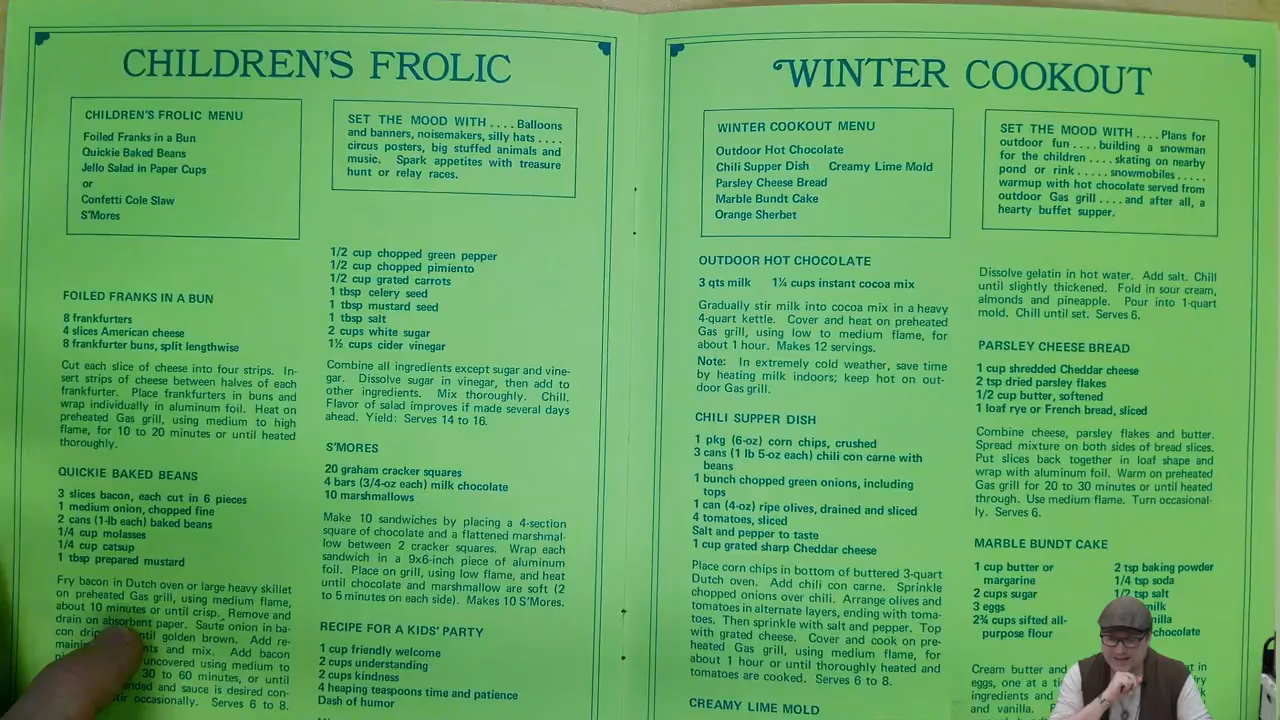 CHILDREN'S FROLIC
CHILDREN'S FROLIC MENU
Foiled Franks in a Bun
Quickie Baked Beans
Jello Salad in Paper Cups
or
Confetti Cole Slaw
S'Mores
SET THE MOOD WITH .... Balloons
and banners, noisemakers, silly hats ....
circus posters, big stuffed animals and
music. Spark appetites with treasure
hunt or relay races.
FOILED FRANKS IN A BUN
8 frankfurters
4 slices American cheese
8 frankfurter buns, split lengthwise
Cut each slice of cheese into four strips. In-
sert strips of cheese between halves of each
frankfurter. Place frankfurters in buns and
wrap individually in aluminum foil. Heat on
preheated Gas grill, using medium to high
flame, for 10 to 20 minutes or until heated
thoroughly.
QUICKIE BAKED BEANS
3 slices bacon, each cut in 6 pieces
1 medium onion, chopped fine
2 cans (1-lb each) baked beans
1/4 cup molasses
1/4 cup catsup
1 tbsp prepared mustard
Fry bacon in Dutch oven or large heavy skillet
on preheated Gas grill, using medium flame,
about 10 minutes or until crisp. Remove and
drain on absorbent paper. Saute onion in ba-
con until golden brown. Add re-
and mix. Add bacon
uncovered using medium to
30 to 60 minutes, or until
and sauce is desired con-
occasionally. Serves 6 to 8.
1/2 cup chopped green pepper
1/2 cup chopped pimiento
1/2 cup grated carrots
1 tbsp celery seed
1 tbsp mustard seed
1 tbsp salt
2 cups white sugar
1½ cups cider vinegar
Combine all ingredients except sugar and vine-
gar. Dissolve sugar in vinegar, then add to
other ingredients. Mix thoroughly. Chill.
Flavor of salad improves if made several days
ahead. Yield: Serves 14 to 16.
S'MORES
20 graham cracker squares
4 bars (3/4-oz each) milk chocolate
10 marshmallows
Make 10 sandwiches by placing a 4-section
square of chocolate and a flattened marshmal-
low between 2 cracker squares. Wrap each
sandwich in a 9x6-inch piece of aluminum
foil. Place on grill, using low flame, and heat
until chocolate and marshmallow are soft (2
to 5 minutes on each side). Makes 10 S'Mores.
RECIPE FOR A KIDS' PARTY
1 cup friendly welcome
2 cups understanding
2 cups kindness
4 heaping teaspoons time and patience
Dash of humor
WINTER COOKOUT
WINTER COOKOUT MENU
Outdoor Hot Chocolate
Chili Supper Dish Creamy Lime Mold
Parsley Cheese Bread
Marble Bundt Cake
Orange Sherbet
SET THE MOOD WITH .... Plans for
outdoor fun .... building a snowman
for the children .... skating on nearby
pond or rink ..... snowmobiles .....
warmup with hot chocolate served from
outdoor Gas grill .... and after all, a
hearty buffet supper.
OUTDOOR HOT CHOCOLATE
3 qts milk 1¼ cups instant cocoa mix
Gradually stir milk into cocoa mix in a heavy
4-quart kettle. Cover and heat on preheated
Gas grill, using low to medium flame, for
about 1 hour. Makes 12 servings.
Note: In extremely cold weather, save time
by heating milk indoors; keep hot on out-
door Gas grill.
CHILI SUPPER DISH
1 pkg (6-oz) corn chips, crushed
3 cans (1 lb 5-oz each) chili con carne with
beans
1 bunch chopped green onions, including
tops
1 can (4-oz) ripe olives, drained and sliced
4 tomatoes, sliced
Salt and pepper to taste
1 cup grated sharp Cheddar cheese
Place corn chips in bottom of buttered 3-quart
Dutch oven. Add chili con carne. Sprinkle
chopped onions over chili. Arrange olives and
tomatoes in alternate layers, ending with toma-
toes. Then sprinkle with salt and pepper. Top
with grated cheese. Cover and cook on pre-
heated Gas grill, using medium flame, for
about 1 hour or until thoroughly heated and
tomatoes are cooked. Serves 6 to 8.
CREAMY LIME MOLD
Dissolve gelatin in hot water. Add salt. Chill
until slightly thickened. Fold in sour cream,
almonds and pineapple. Pour into 1-quart
mold. Chill until set. Serves 6.
PARSLEY CHEESE BREAD
1 cup shredded Cheddar cheese
2 tsp dried parsley flakes
1/2 cup butter, softened
1 loaf rye or French bread, sliced
Combine cheese, parsley flakes and butter.
Spread mixture on both sides of bread slices.
Put slices back together in loaf shape and
wrap with aluminum foil. Warm on preheated
Gas grill for 20 to 30 minutes or until heated
through. Use medium flame. Turn occasional-
ly. Serves 6.
MARBLE BUNDT CAKE
1 cup butter or
margarine
2 cups sugar
3 eggs
2¾ cups sifted all-
purpose flour
2 tsp baking powder
1/4 tsp soda
1/2 tsp salt
milk
chocolate
Cream butter and
eggs, one at a
ingredients and
and vanilla.